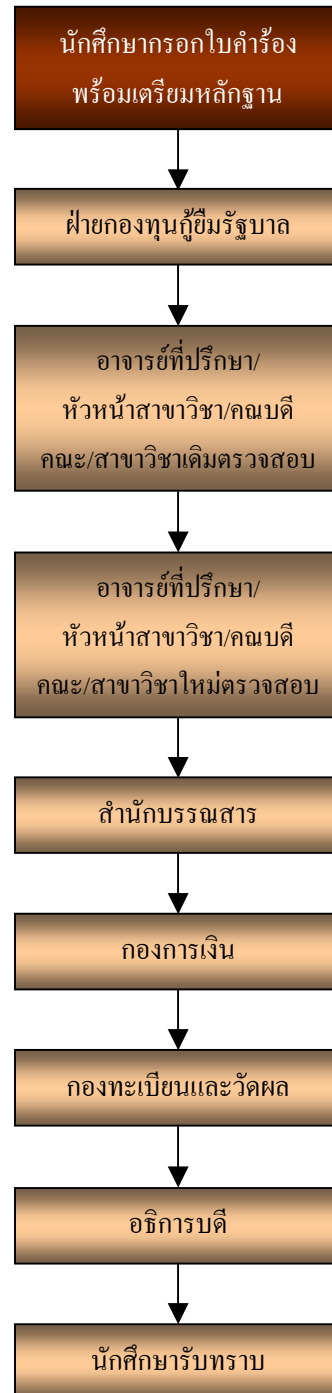 นักศึกษากรอกใบคำร้อง
พร้อมเตรียมหลักฐาน
ฝ่ายกองทุนกู้ยืมรัฐบาล
อาจารย์ที่ปรึกษา/
หัวหน้าสาขาวิชา/คณบดี
คณะ/สาขาวิชาเดิมตรวจสอบ
อาจารย์ที่ปรึกษา/
หัวหน้าสาขาวิชา/คณบดี
คณะ/สาขาวิชาใหม่ตรวจสอบ
สำนักบรรณสาร
กองการเงิน
กองทะเบียนและวัดผล
อธิการบดี
นักศึกษารับทราบ